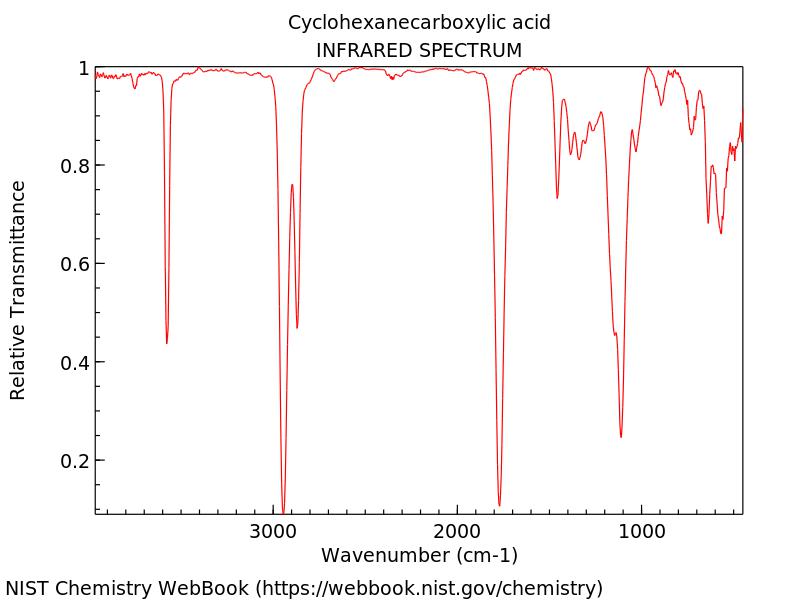 Cyclohexanecarboxylic acid
INFRARED SPECTRUM
1
0.8
0.6
0.4
0.2
Relative Transmittance
3000 2000 1000
Wavenumber (cm-1)
NIST Chemistry WebBook (https://webbook.nist.gov/chemistry)